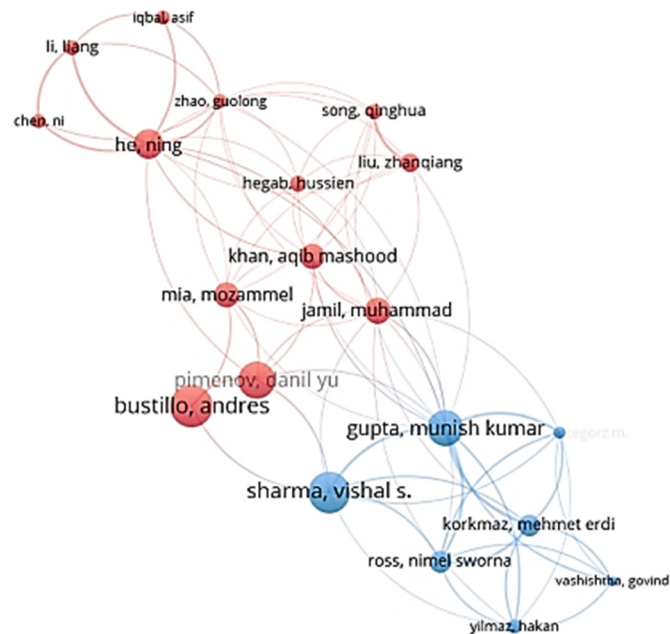 iqbal, asif
li, liang
zhao, guolong
song, qinghua
chen, ni
he, ning
liu, zhanqiang
hegab, hussien
khan, aqib mashood
mia, mozammel
jamil, muhammad
pimenov, danil yu
bustillo, andres
gupta, munish kumar
sharma, vishal s.
korkmaz, mehmet erdi
ross, nimel sworna
vashishtha, govind
yilmaz, hakan